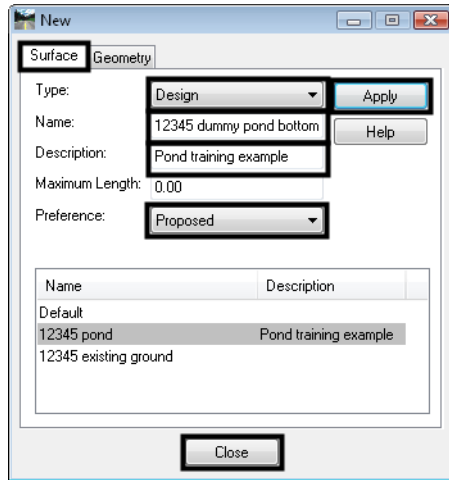 New
Surface Geometry
Type: Design Apply
Name: 12345 dummy pond bottom Help
Description: Pond training example
Maximum Length: 0.00
Preference: Proposed
Name Description
Default
12345 pond Pond training example
12345 existing ground
Close